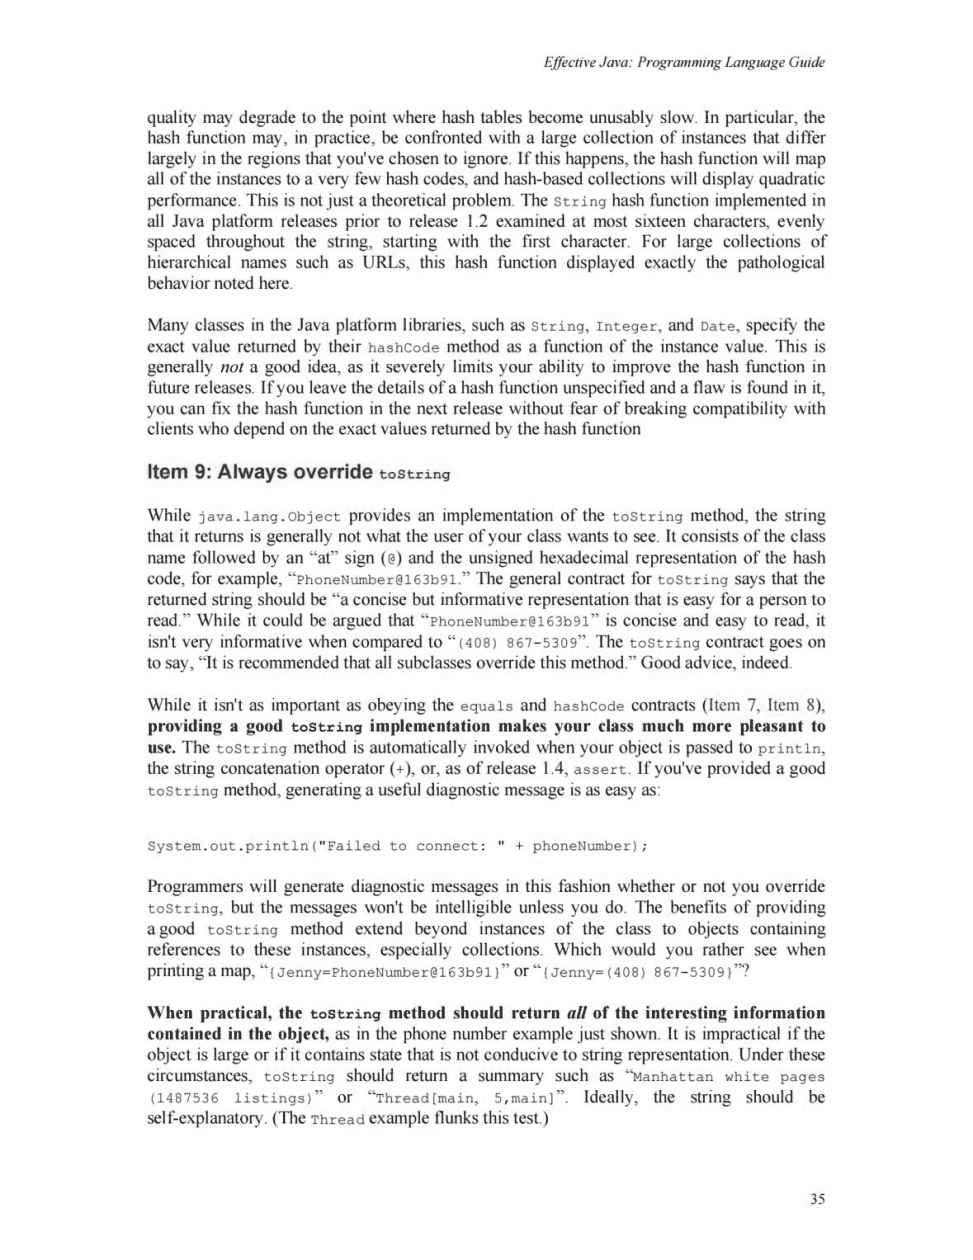 Effective Java: Programming Language Guide
quality may degrade to the point where hash tables become unusably slow. In particular, the
hash function may, in practice, be confronted with a large collection of instances that differ
largely in the regions that you've chosen to ignore. If this happens, the hash function will map
all of the instances to a very few hash codes, and hash-based collections will display quadratic
performance. This is not just a theoretical problem. The String hash function implemented in
all Java platform releases prior to release 1.2 examined at most sixteen characters, evenly
spaced throughout the string, starting with the first character. For large collections of
hierarchical names such as URLs, this hash function displayed exactly the pathological
behavior noted here.
Many classes in the Java platform libraries, such as String, Integer, and Date, specify the
exact value returned by their hashCode method as a function of the instance value. This is
generally not a good idea, as it severely limits your ability to improve the hash function in
future releases. If you leave the details of a hash function unspecified and a flaw is found in it,
you can fix the hash function in the next release without fear of breaking compatibility with
clients who depend on the exact values returned by the hash function
Item 9: Always override toString
While java.lang.Object provides an implementation of the toString method, the string
that it returns is generally not what the user of your class wants to see. It consists of the class
name followed by an “at” sign (@) and the unsigned hexadecimal representation of the hash
code, for example, “PhoneNumber@163b91.” The general contract for toString says that the
returned string should be “a concise but informative representation that is easy for a person to
read.” While it could be argued that “PhoneNumber@163b91” is concise and easy to read, it
isn't very informative when compared to “(408) 867-5309”. The toString contract goes on
to say, “It is recommended that all subclasses override this method.” Good advice, indeed.
While it isn't as important as obeying the equals and hashCode contracts (Item 7, Item 8),
providing a good toString implementation makes your class much more pleasant to
use. The toString method is automatically invoked when your object is passed to println,
the string concatenation operator (+), or, as of release 1.4, assert. If you've provided a good
toString method, generating a useful diagnostic message is as easy as:
System.out.println("Failed to connect: " + phoneNumber);
Programmers will generate diagnostic messages in this fashion whether or not you override
toString, but the messages won't be intelligible unless you do. The benefits of providing
a good toString method extend beyond instances of the class to objects containing
references to these instances, especially collections. Which would you rather see when
printing a map, “{Jenny=PhoneNumber@163b91}” or “{Jenny=(408) 867-5309}”?
When practical, the toString method should return all of the interesting information
contained in the object, as in the phone number example just shown. It is impractical if the
object is large or if it contains state that is not conducive to string representation. Under these
circumstances, toString should return a summary such as “Manhattan white pages
(1487536 listings)” or “Thread[main, 5,main]”. Ideally, the string should be
self-explanatory. (The Thread example flunks this test.)
35